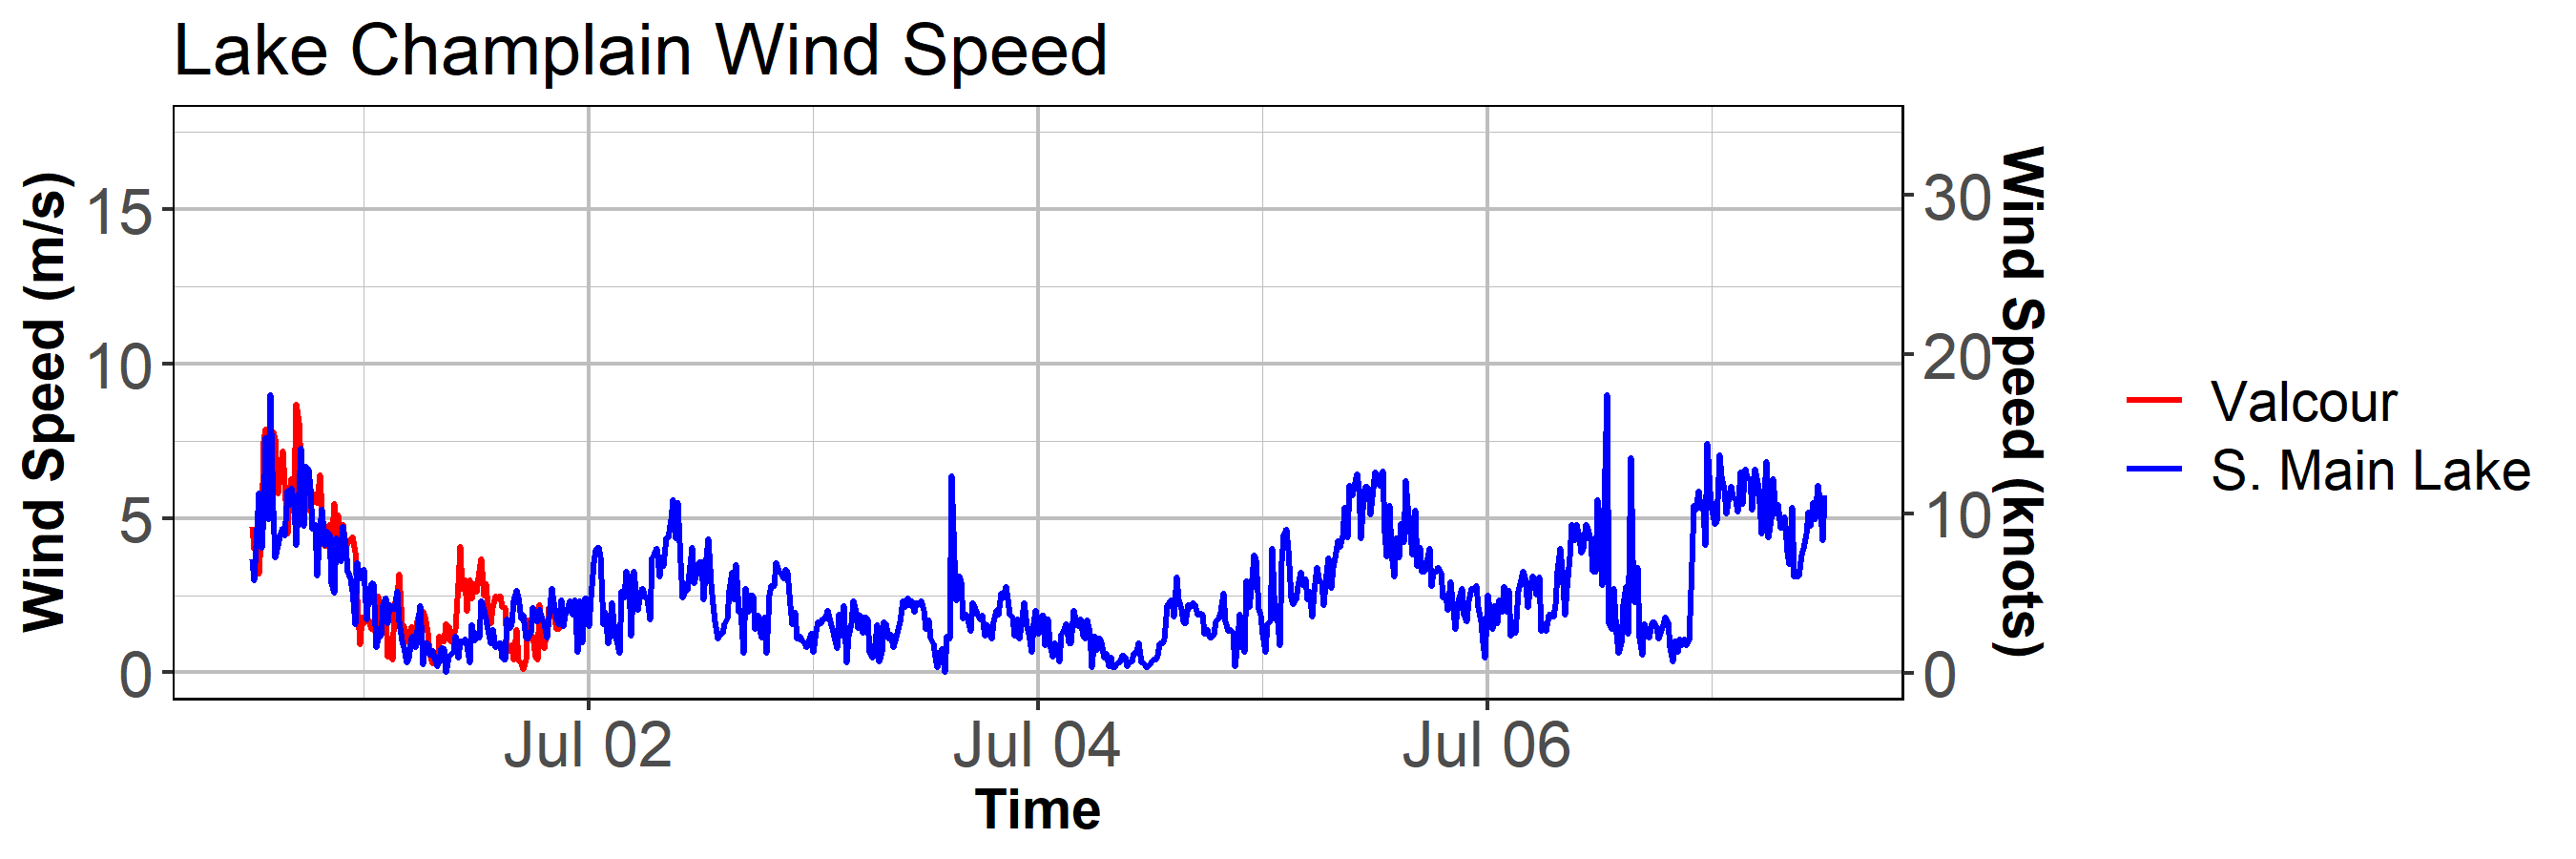 Lake Champlain Wind Speed
Wind Speed (m/s)
15
10
5
0
30
20
10
0
Wind Speed (knots)
Jul 02
Jul 04
Jul 06
Time
Valcour
S. Main Lake